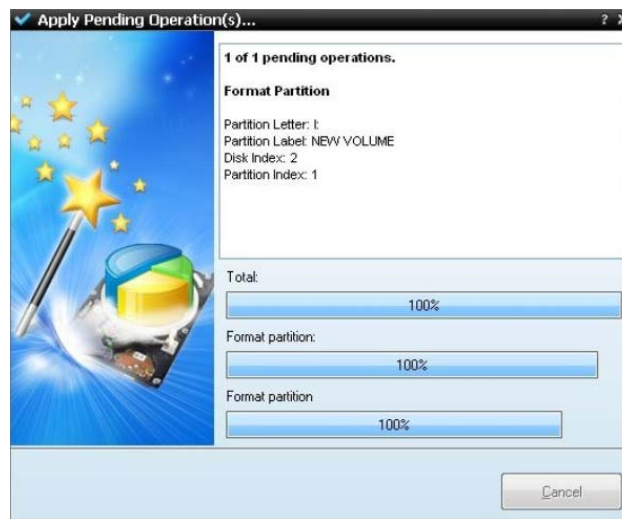 Apply Pending Operation(s)...
1 of 1 pending operations.
Format Partition
Partition Letter: I:
Partition Label: NEW VOLUME
Disk Index: 2
Partition Index: 1
Total:
100%
Format partition:
100%
Format partition
100%
Cancel